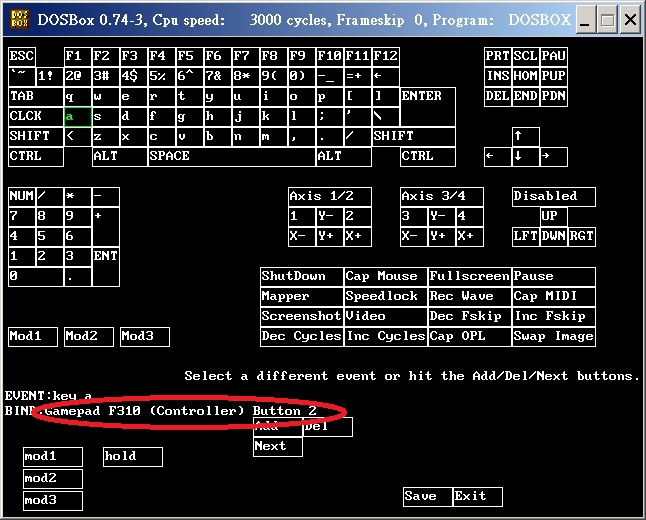 DOSBox 0.74-3, Cpu speed:    3000 cycles, Frameskip  0, Program:   DOSBOX
ESC F1 F2 F3 F4 F5 F6 F7 F8 F9 F10 F11 F12 PRT SCL PAU
`~ 1! 2@ 3# 4$ 5% 6^ 7& 8* 9( 0) -_ =+ ← INS HOM PUP
TAB q w e r t y u i o p [ ] ENTER DEL END PDN
CLCK a s d f g h j k l ; ' \
SHIFT < z x c v b n m , . / SHIFT ↑
CTRL ALT SPACE ALT CTRL ← ↓ →
NUM / * - Axis 1/2 Axis 3/4 Disabled
7 8 9 + 1 Y- 2 3 Y- 4 UP
4 5 6 X- Y+ X+ X- Y+ X+ LFT DWN RGT
1 2 3 ENT
0 . ShutDown Cap Mouse Fullscreen Pause
Mapper Speedlock Rec Wave Cap MIDI
Screenshot Video Dec Fskip Inc Fskip
Mod1 Mod2 Mod3 Dec Cycles Inc Cycles Cap OPL Swap Image
Select a different event or hit the Add/Del/Next buttons.
EVENT:key a
BIND:Gamepad F310 (Controller) Button 2
Add Del
Next
mod1 hold
mod2
mod3 Save Exit